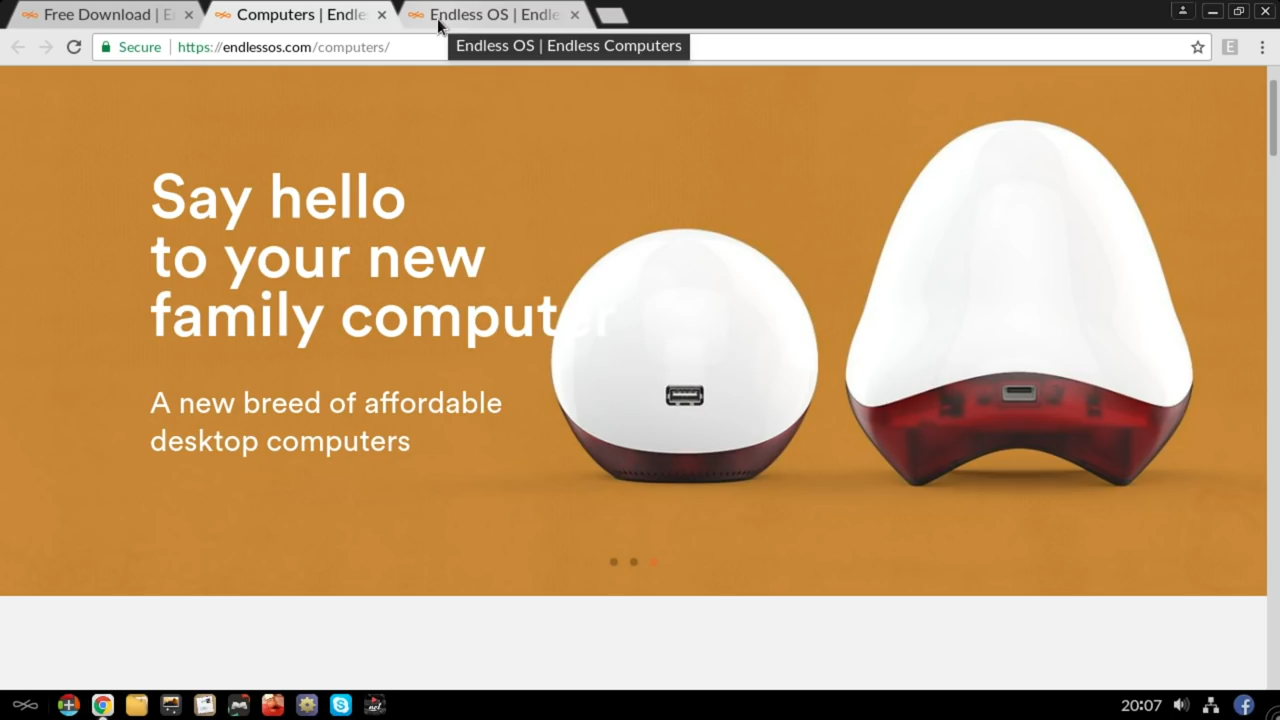 Free Download | E
Computers | Endle
Endless OS | Endle
Secure
https://endlessos.com/computers/
Endless OS | Endless Computers
E
Say hello
to your new
family computer
A new breed of affordable
desktop computers
20:07